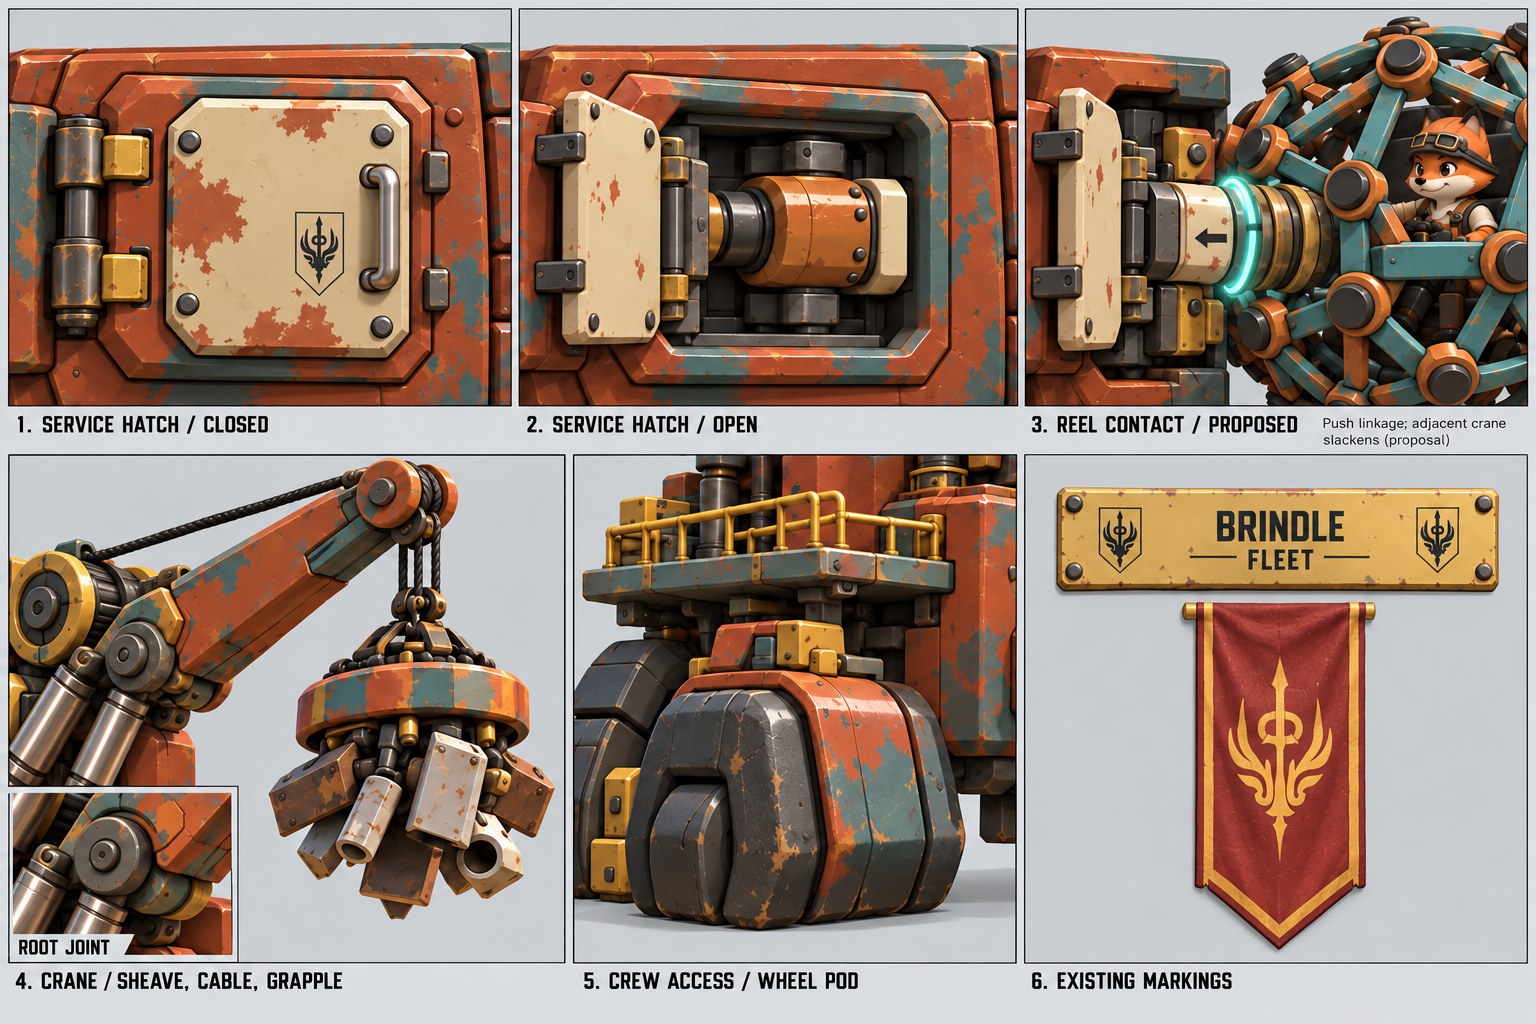 1. SERVICE HATCH / CLOSED
2. SERVICE HATCH / OPEN
3. REEL CONTACT / PROPOSED
Push linkage; adjacent crane
slackens (proposal)
ROOT JOINT
4. CRANE / SHEAVE, CABLE, GRAPPLE
5. CREW ACCESS / WHEEL POD
BRINDLE
FLEET
6. EXISTING MARKINGS